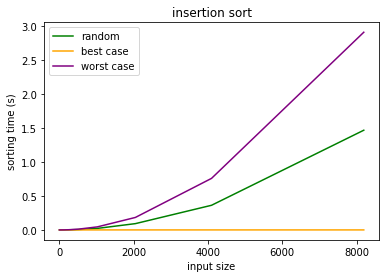 insertion sort
random
best case
worst case
sorting time (s)
3.0
2.5
2.0
1.5
1.0
0.5
0.0
0
2000
4000
6000
8000
input size